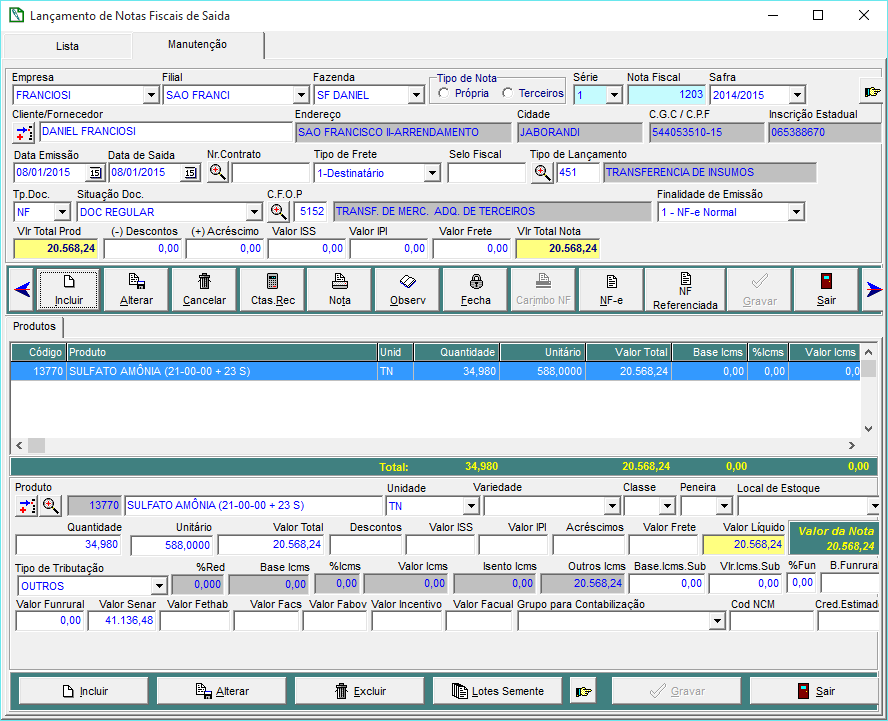 Lançamento de Notas Fiscais de Saida
Lista Manutenção
Empresa Filial Fazenda Tipo de Nota Série Nota Fiscal Safra
FRANCIOSI SAO FRANCI SF DANIEL Própria Terceiros 1 1203 2014/2015
Cliente/Fornecedor Endereço Cidade C.G.C / C.P.F Inscrição Estadual
DANIEL FRANCIOSI SAO FRANCISCO II-ARRENDAMENTO JABORANDI 544053510-15 065388670
Data Emissão Data de Saida Nr.Contrato Tipo de Frete Selo Fiscal Tipo de Lançamento
08/01/2015 15 08/01/2015 15 1-Destinatário 451 TRANSFERENCIA DE INSUMOS
Tp.Doc. Situação Doc. C.F.O.P Finalidade de Emissão
NF DOC REGULAR 5152 TRANSF. DE MERC. ADQ. DE TERCEIROS 1 - NF-e Normal
Vlr Total Prod (-) Descontos (+) Acréscimo Valor ISS Valor IPI Valor Frete Vlr Total Nota
20.568,24 0,00 0,00 0,00 0,00 0,00 20.568,24
Incluir Alterar Cancelar Ctas.Rec Nota Observ Fecha Carimbo NF NF-e NF Referenciada Gravar Sair
Produtos
Código Produto Unid Quantidade Unitário Valor Total Base Icms %Icms Valor Icms
13770 SULFATO AMÔNIA (21-00-00 + 23 S) TN 34,980 588,0000 20.568,24 0,00 0,00 0,0
Total: 34,980 20.568,24 0,00 0,00
Produto Unidade Variedade Classe Peneira Local de Estoque
13770 SULFATO AMÔNIA (21-00-00 + 23 S) TN
Quantidade Unitário Valor Total Descontos Valor ISS Valor IPI Acréscimos Valor Frete Valor Líquido Valor da Nota
34,980 588,0000 20.568,24 20.568,24 20.568,24
Tipo de Tributação %Red Base Icms %Icms Valor Icms Isento Icms Outros Icms Base.Icms.Sub Vlr.Icms.Sub %Fun B.Funrural
OUTROS 0,000 0,00 0,00 0,00 0,00 20.568,24 0,00 0,00 0,00
Valor Funrural Valor Senar Valor Fethab Valor Facs Valor Fabov Valor Incentivo Valor Facual Grupo para Contabilização Cod NCM Cred.Estimado
0,00 41.136,48
Incluir Alterar Excluir Lotes Semente Gravar Sair